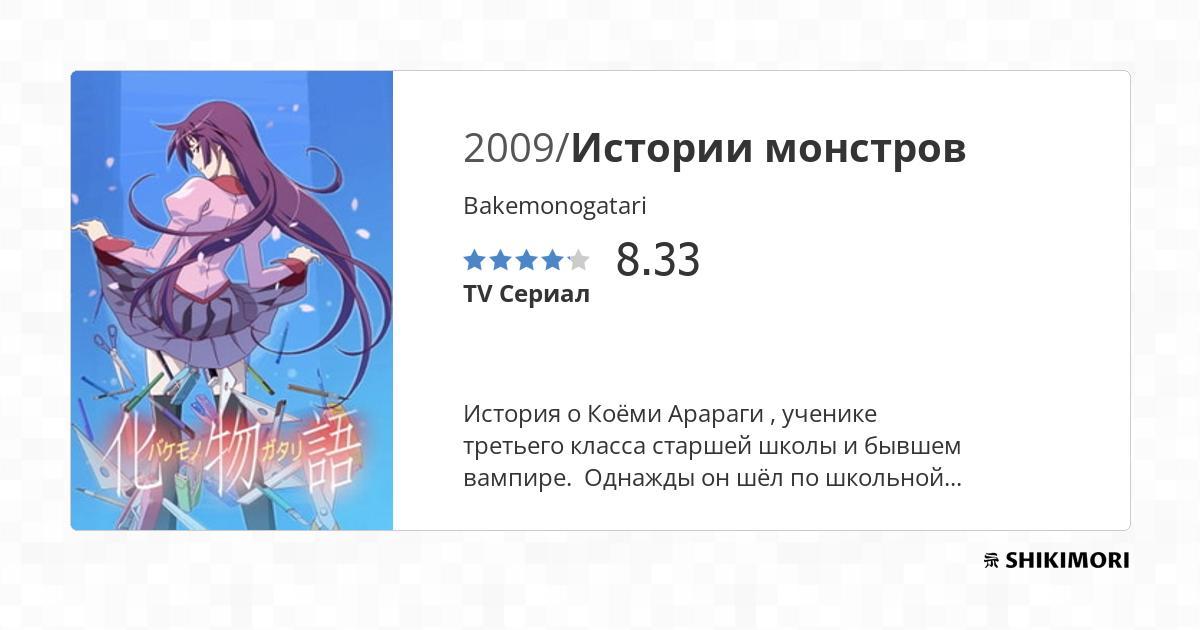 化物語
バケモノ ガタリ
2009/Истории монстров
Bakemonogatari
8.33
TV Сериал
История о Коёми Арараги , ученике
третьего класса старшей школы и бывшем
вампире.  Однажды он шёл по школьной...
SHIKIMORI